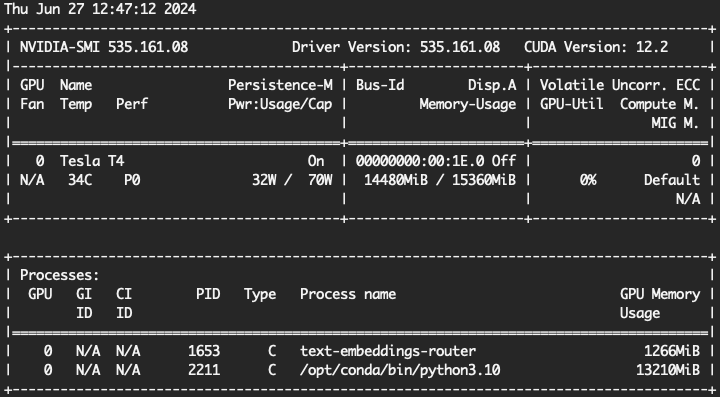 Thu Jun 27 12:47:12 2024
+---------------------------------------------------------------------------------------+
| NVIDIA-SMI 535.161.08             Driver Version: 535.161.08   CUDA Version: 12.2     |
|-----------------------------------------+----------------------+----------------------+
| GPU  Name                 Persistence-M | Bus-Id        Disp.A | Volatile Uncorr. ECC |
| Fan  Temp   Perf          Pwr:Usage/Cap |         Memory-Usage | GPU-Util  Compute M. |
|                                         |                      |               MIG M. |
|=========================================+======================+======================|
|   0  Tesla T4                       On  | 00000000:00:1E.0 Off |                    0 |
| N/A   34C    P0              32W /  70W |  14480MiB / 15360MiB |      0%      Default |
|                                         |                      |                  N/A |
+-----------------------------------------+----------------------+----------------------+

+---------------------------------------------------------------------------------------+
| Processes:                                                                            |
|  GPU   GI   CI        PID   Type   Process name                            GPU Memory |
|        ID   ID                                                             Usage      |
|=======================================================================================|
|    0   N/A  N/A      1653      C   text-embeddings-router                     1266MiB |
|    0   N/A  N/A      2211      C   /opt/conda/bin/python3.10                 13210MiB |
+---------------------------------------------------------------------------------------+